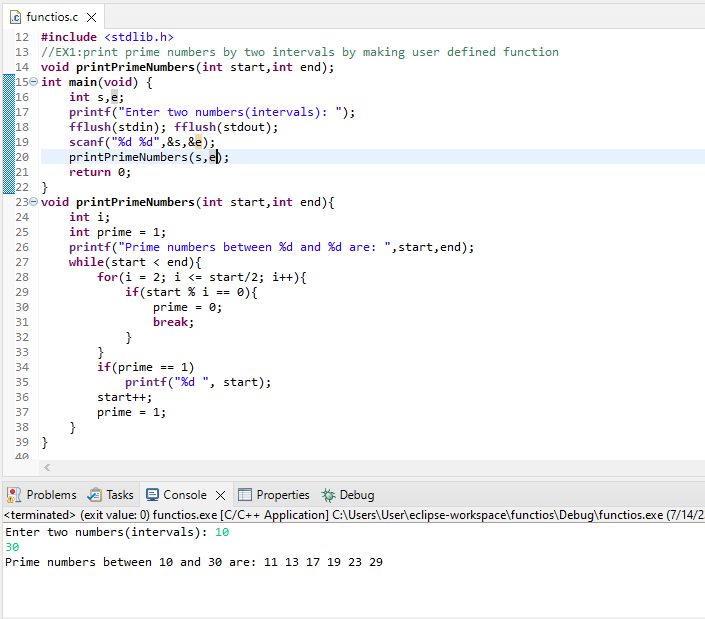 functios.c
12 #include <stdlib.h>
13 //EX1:print prime numbers by two intervals by making user defined function
14 void printPrimeNumbers(int start,int end);
15 int main(void) {
16     int s,e;
17     printf("Enter two numbers(intervals): ");
18     fflush(stdin); fflush(stdout);
19     scanf("%d %d",&s,&e);
20     printPrimeNumbers(s,e);
21     return 0;
22 }
23 void printPrimeNumbers(int start,int end){
24     int i;
25     int prime = 1;
26     printf("Prime numbers between %d and %d are: ",start,end);
27     while(start < end){
28         for(i = 2; i <= start/2; i++){
29             if(start % i == 0){
30                 prime = 0;
31                 break;
32             }
33         }
34         if(prime == 1)
35             printf("%d ", start);
36         start++;
37         prime = 1;
38     }
39 }
40
Problems Tasks Console Properties Debug
<terminated> (exit value: 0) functios.exe [C/C++ Application] C:\Users\User\eclipse-workspace\functios\Debug\functios.exe (7/14/2
Enter two numbers(intervals): 10
30
Prime numbers between 10 and 30 are: 11 13 17 19 23 29